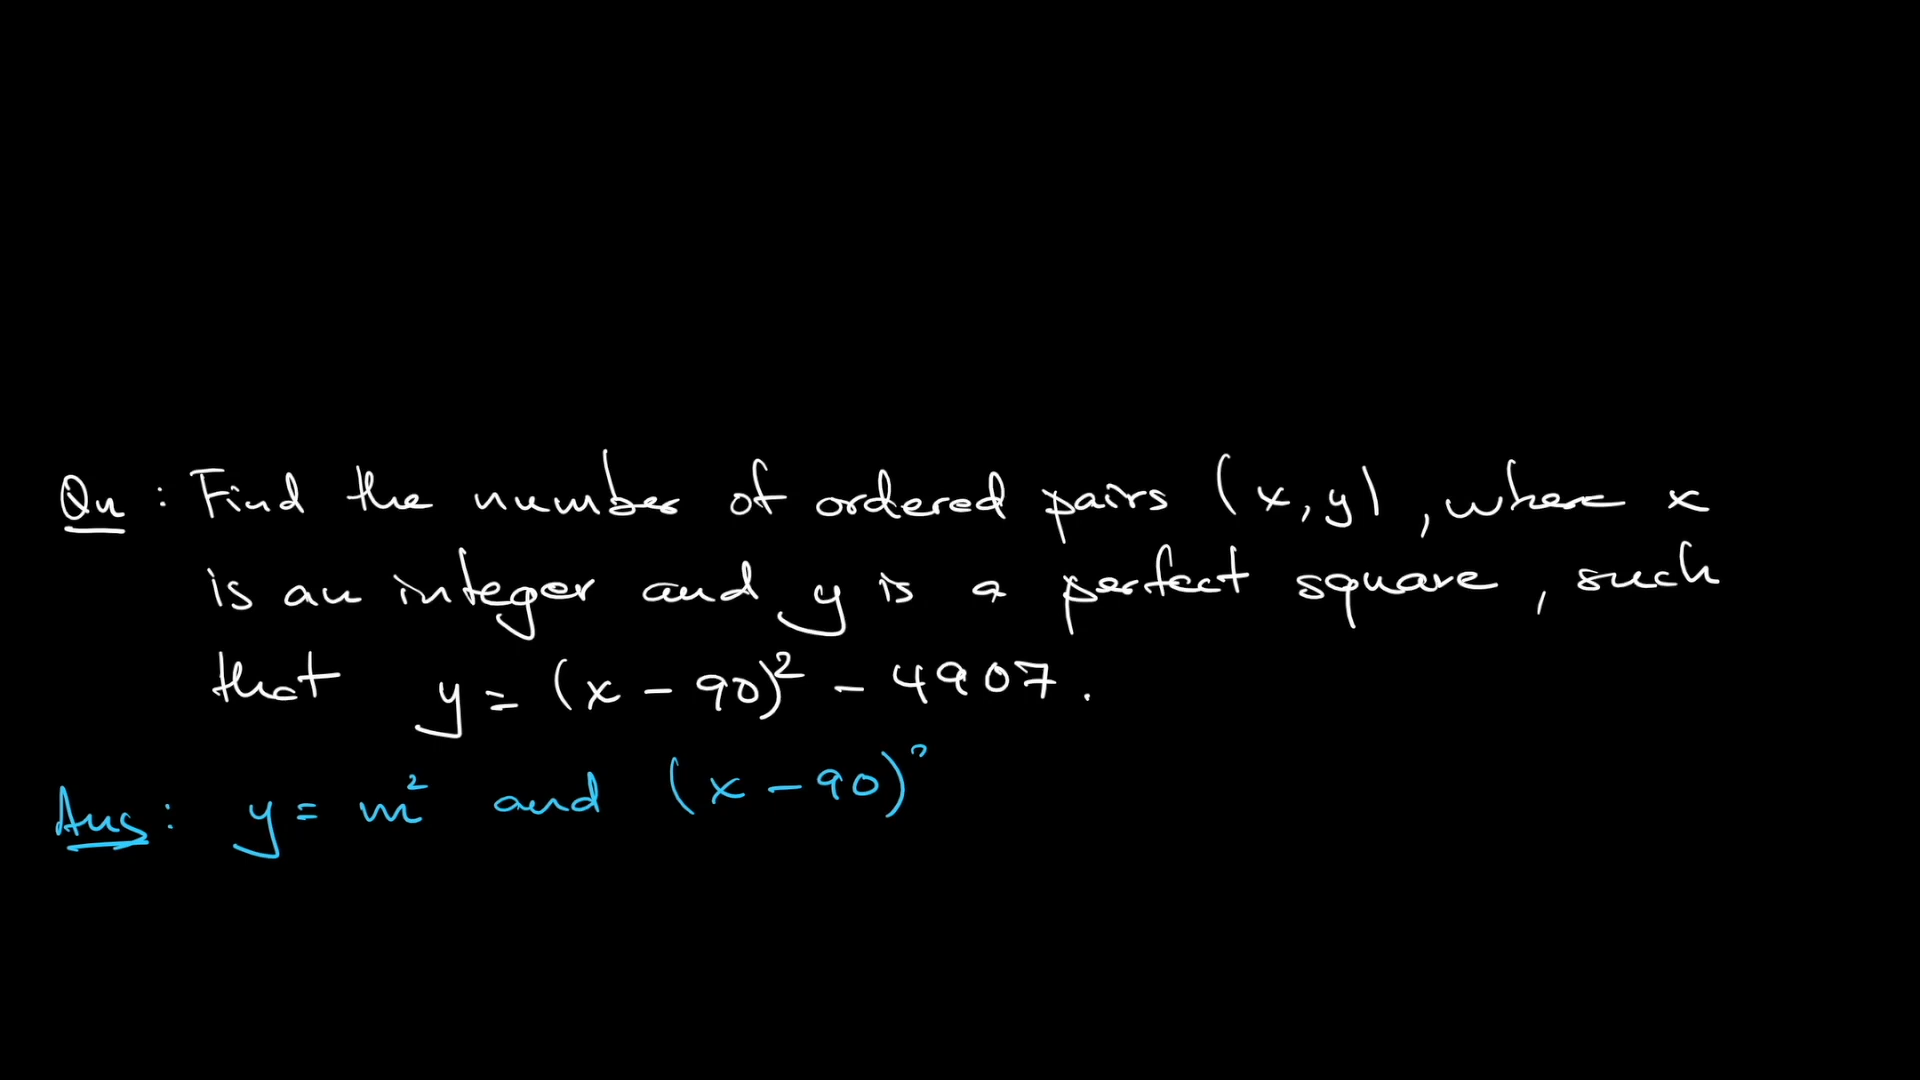 Qn : Find the number of ordered pairs (x, y), where x
is an integer and y is a perfect square, such
that y = (x - 90)² - 4907.
Ans: y = m² and (x - 90)²